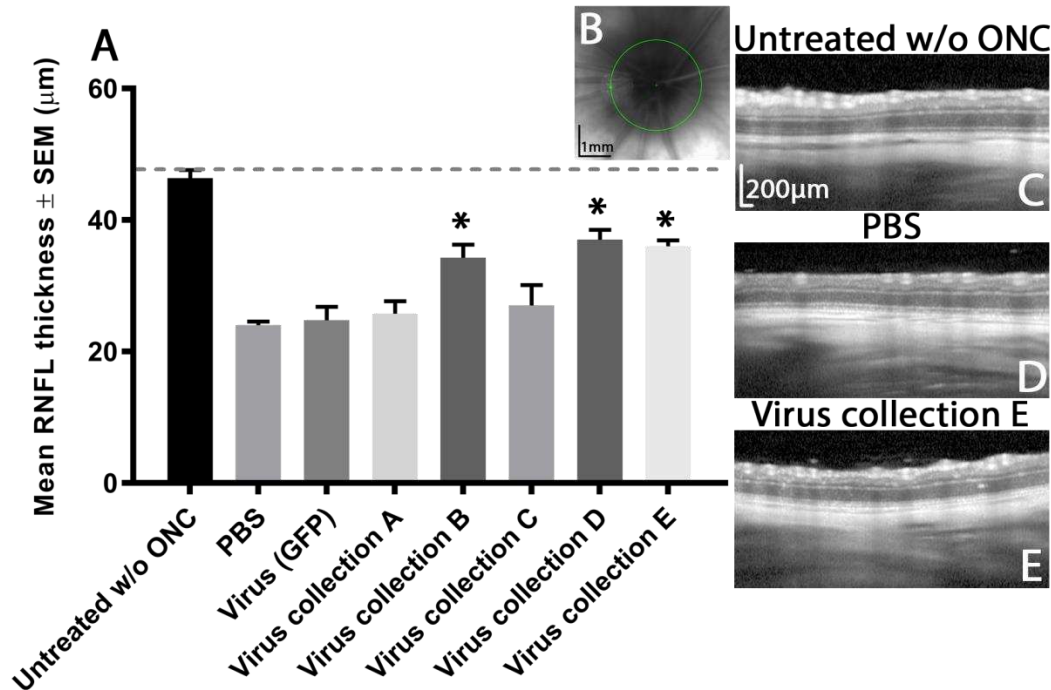 A
Mean RNFL thickness ± SEM (μm)
60
40
20
0
*
*
*
Untreated w/o ONC
PBS
Virus (GFP)
Virus collection A
Virus collection B
Virus collection C
Virus collection D
Virus collection E
B
1mm
Untreated w/o ONC
200μm
C
PBS
D
Virus collection E
E